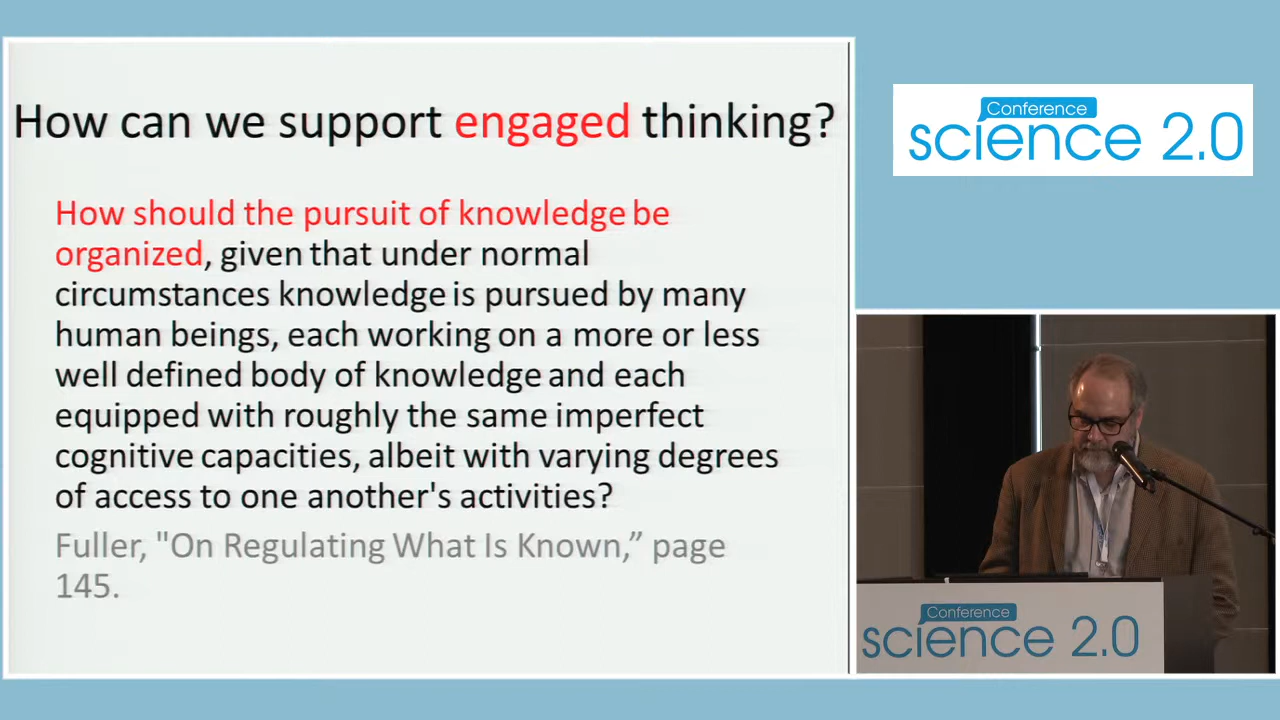 How can we support engaged thinking?
How should the pursuit of knowledge be
organized, given that under normal
circumstances knowledge is pursued by many
human beings, each working on a more or less
well defined body of knowledge and each
equipped with roughly the same imperfect
cognitive capacities, albeit with varying degrees
of access to one another's activities?
Fuller, "On Regulating What Is Known,” page
145.
Conference
science 2.0
Conference
science 2.0